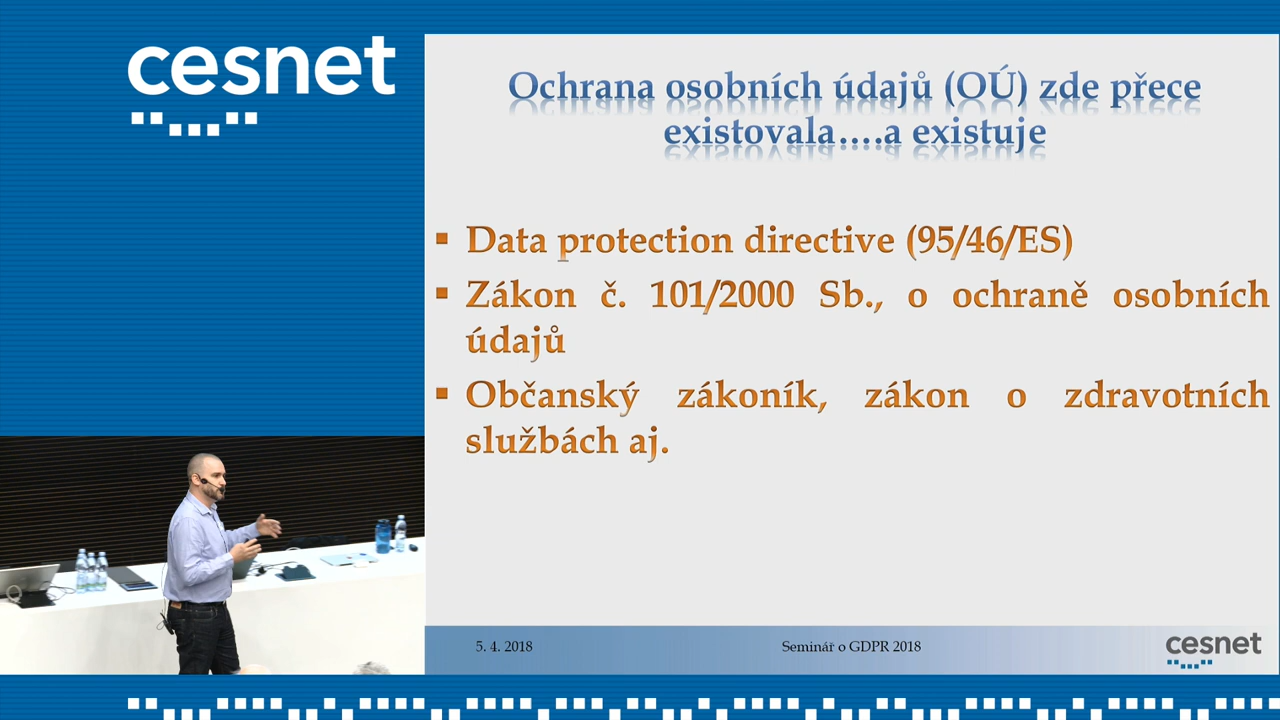 cesnet
Ochrana osobních údajů (OÚ) zde přece
existovala....a existuje
▪ Data protection directive (95/46/ES)
▪ Zákon č. 101/2000 Sb., o ochraně osobních
údajů
▪ Občanský zákoník, zákon o zdravotních
službách aj.
5. 4. 2018
Seminář o GDPR 2018
cesnet